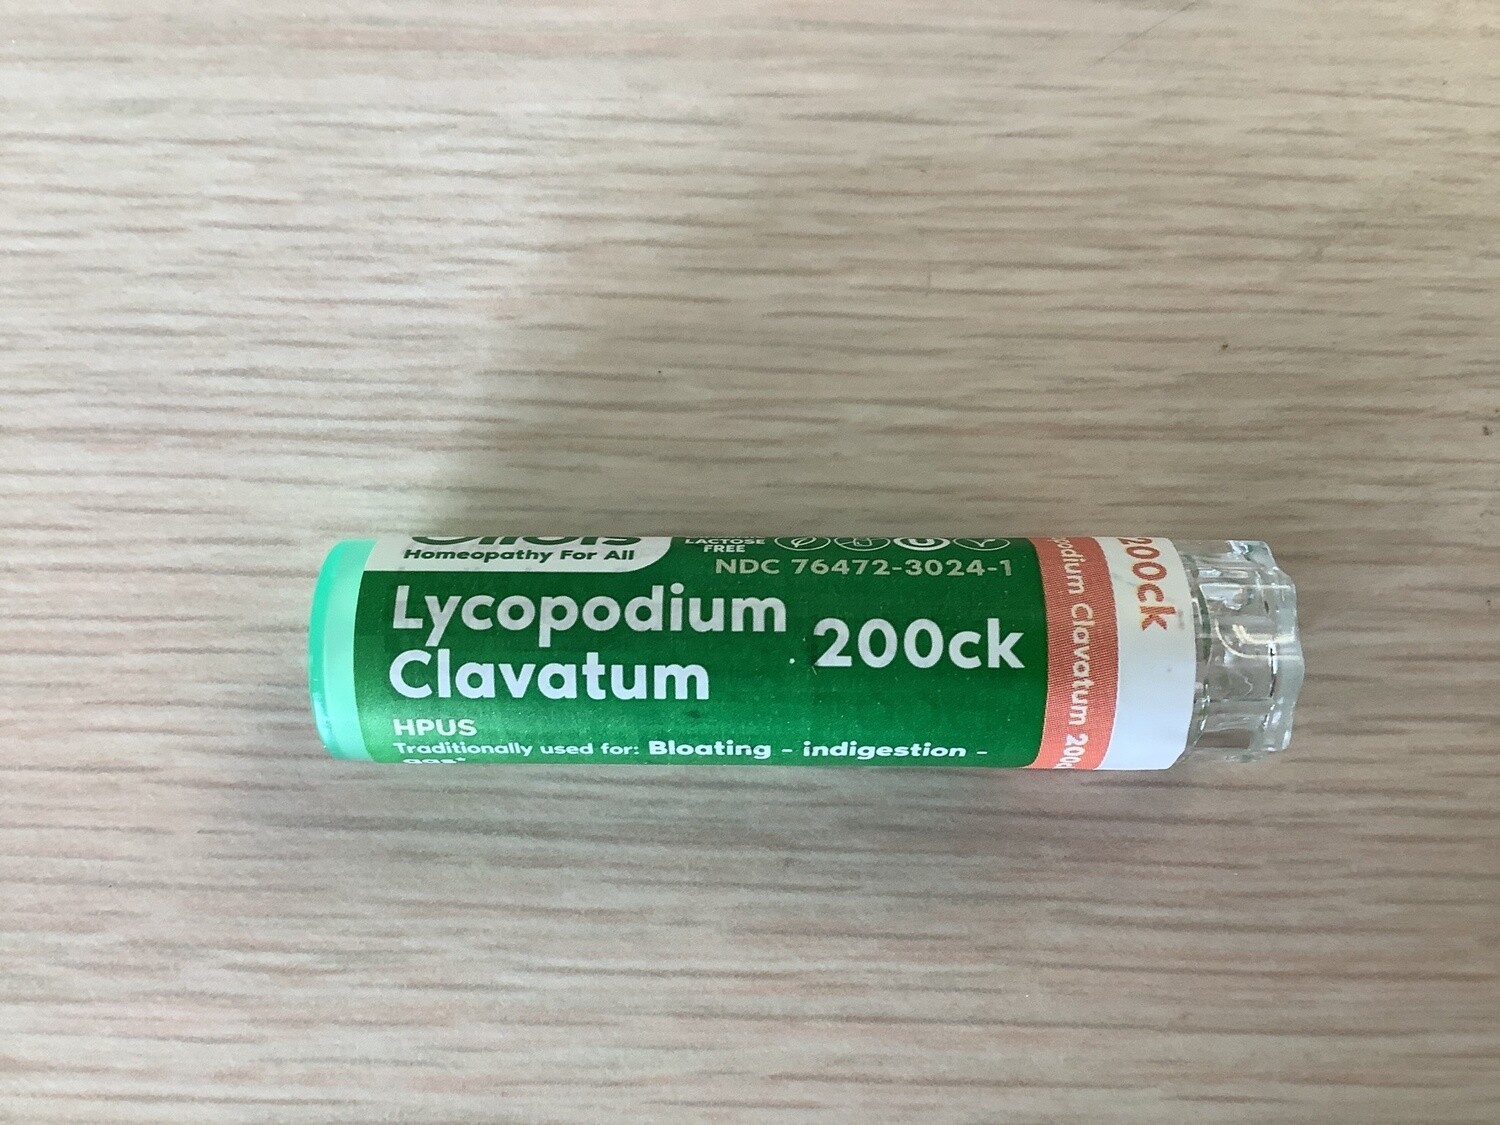 Homeopathy For All
LACTOSE
FREE
NDC 76472-3024-1
Lycopodium
Clavatum
200ck
HPUS
Traditionally used for: Bloating - indigestion -
gas*
Clavatum
200ck